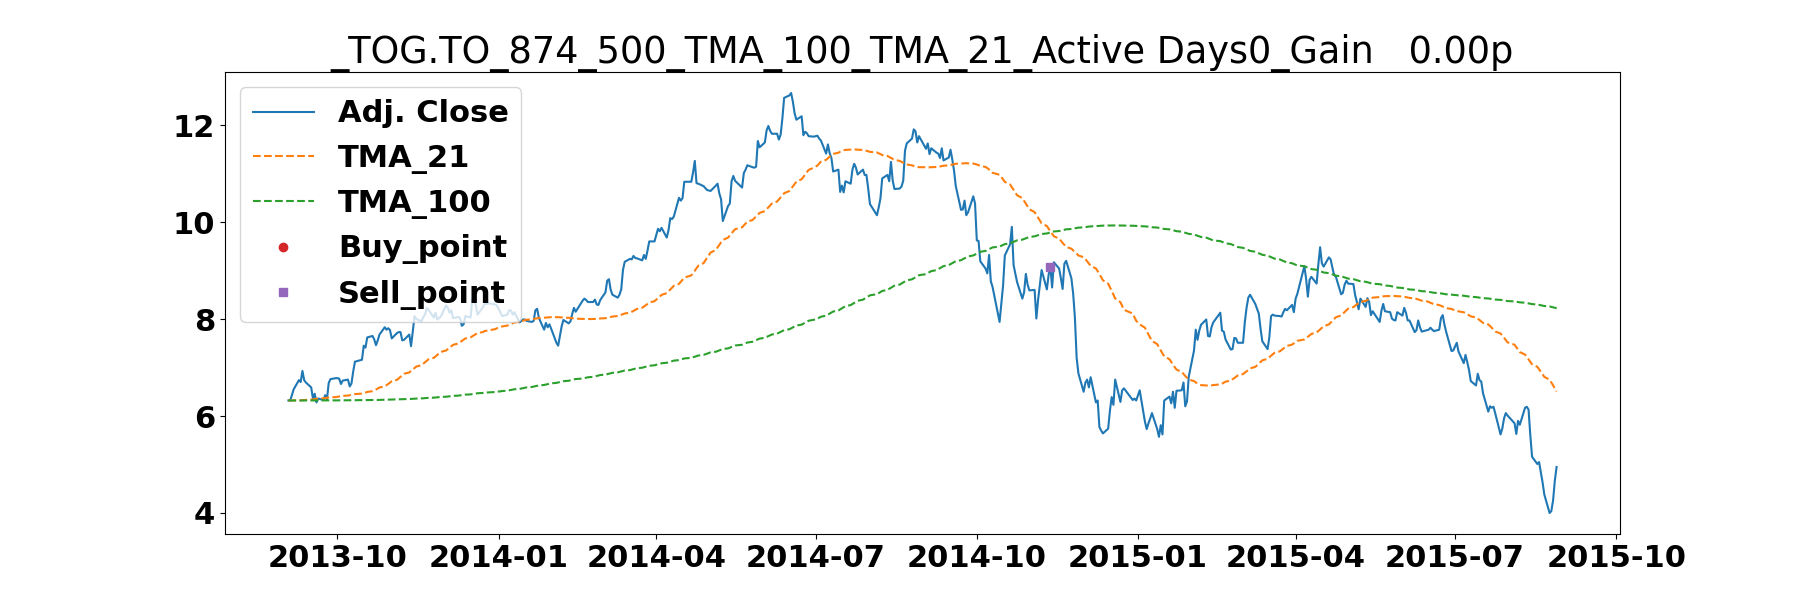 _TOG.TO_874_500_TMA_100_TMA_21_Active Days0_Gain   0.00p
Adj. Close
TMA_21
TMA_100
Buy_point
Sell_point
12
10
8
6
4
2013-10 2014-01 2014-04 2014-07 2014-10 2015-01 2015-04 2015-07 2015-10